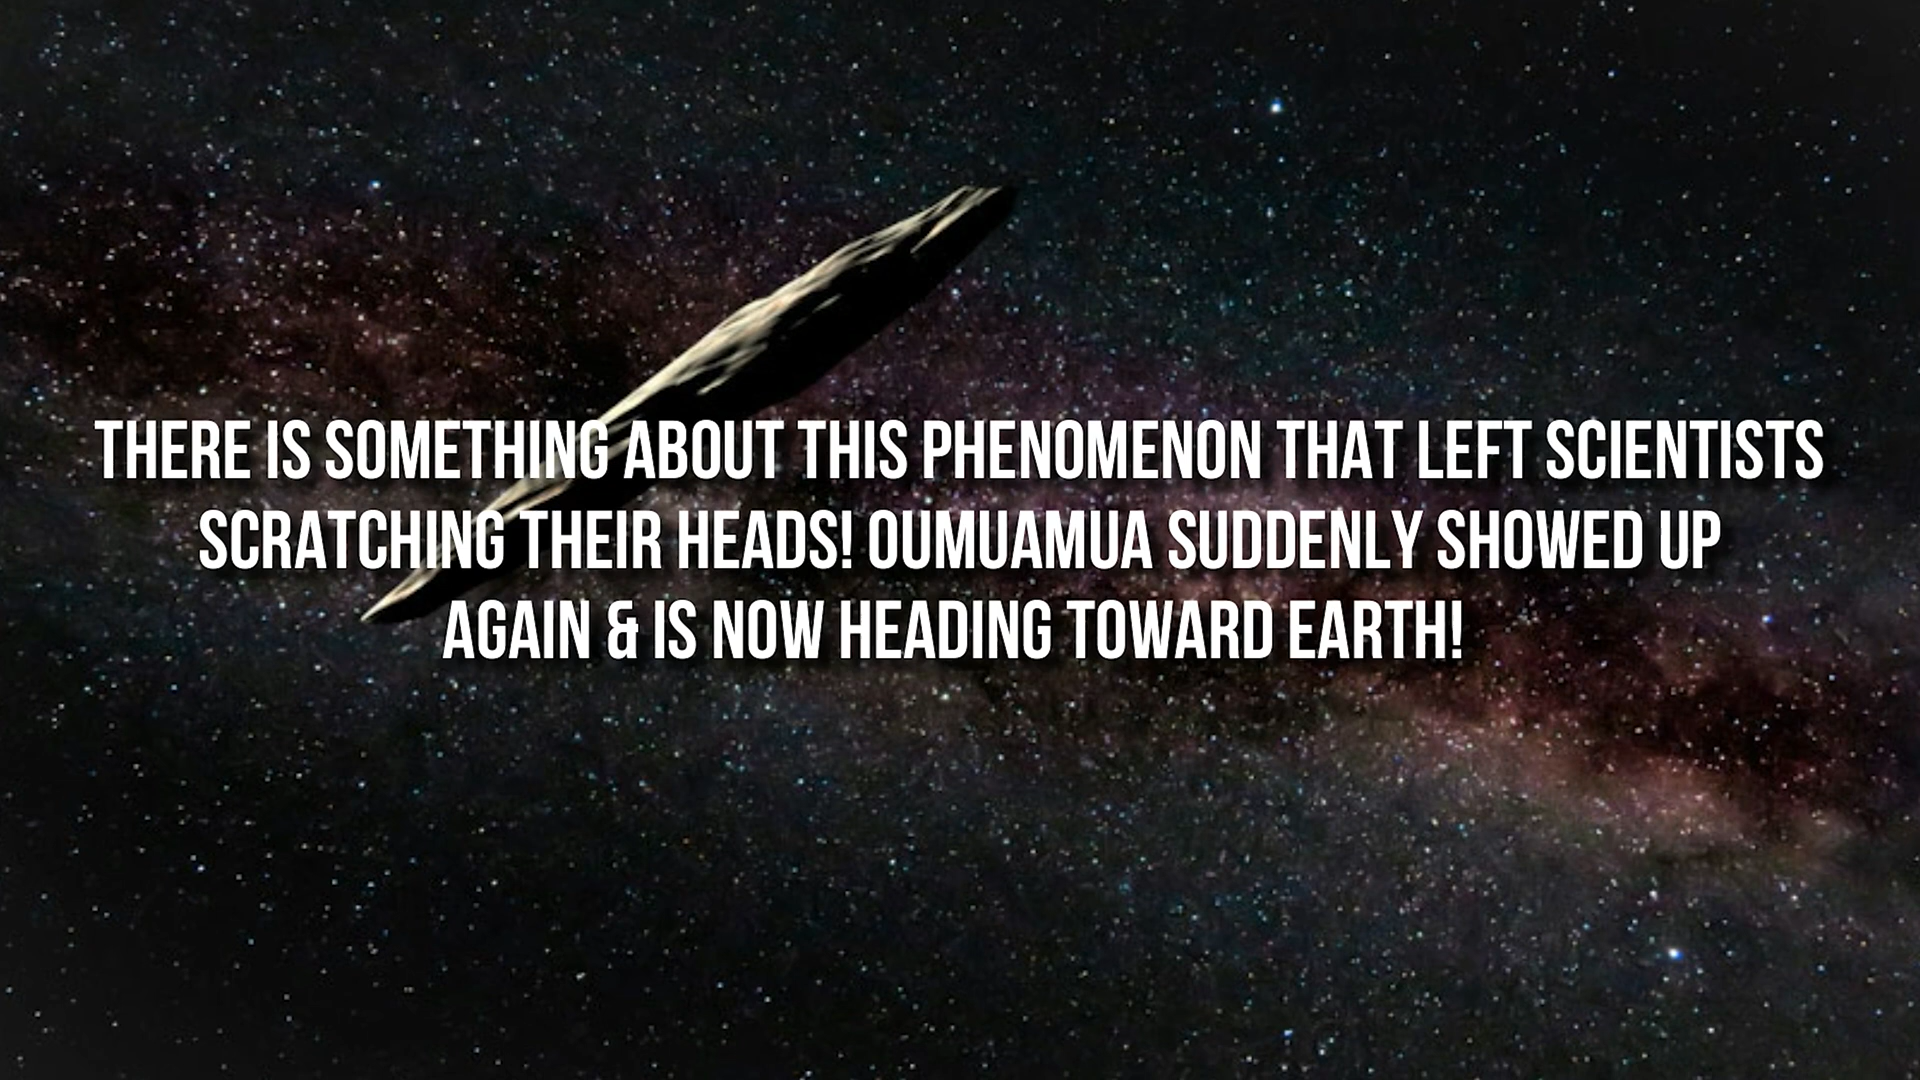 THERE IS SOMETHING ABOUT THIS PHENOMENON THAT LEFT SCIENTISTS
SCRATCHING THEIR HEADS! OUMUAMUA SUDDENLY SHOWED UP
AGAIN & IS NOW HEADING TOWARD EARTH!